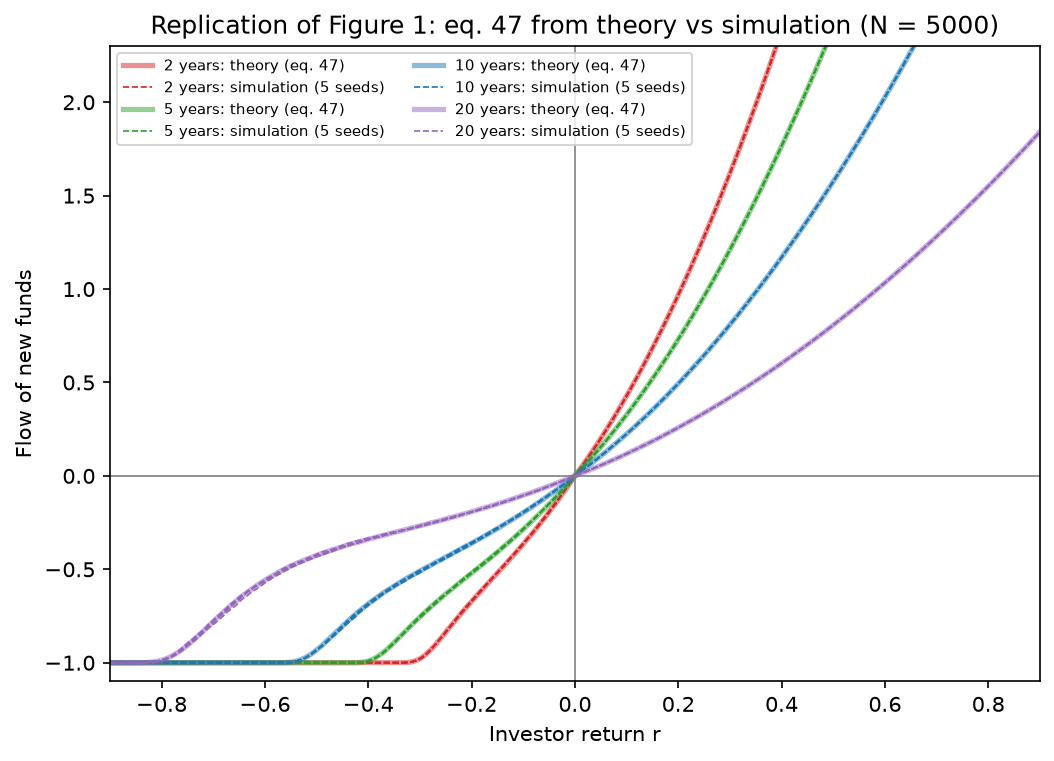 Replication of Figure 1: eq. 47 from theory vs simulation (N = 5000)
2 years: theory (eq. 47)
2 years: simulation (5 seeds)
5 years: theory (eq. 47)
5 years: simulation (5 seeds)
10 years: theory (eq. 47)
10 years: simulation (5 seeds)
20 years: theory (eq. 47)
20 years: simulation (5 seeds)
Flow of new funds
2.0
1.5
1.0
0.5
0.0
−0.5
−1.0
−0.8 −0.6 −0.4 −0.2 0.0 0.2 0.4 0.6 0.8
Investor return r